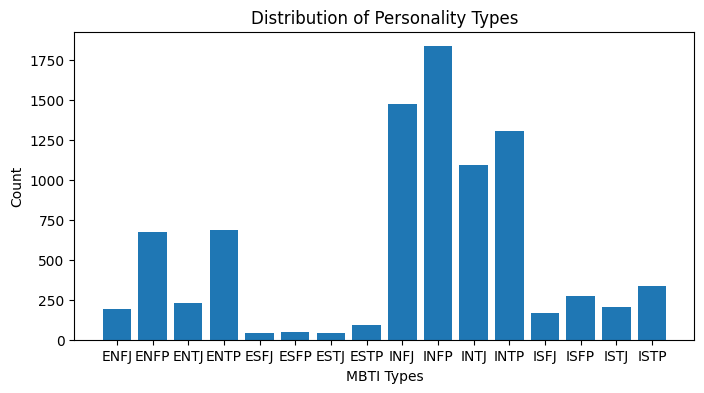 Distribution of Personality Types
1750
1500
1250
1000
750
500
250
0
Count
ENFJ ENFP ENTJ ENTP ESFJ ESFP ESTJ ESTP INFJ INFP INTJ INTP ISFJ ISFP ISTJ ISTP
MBTI Types